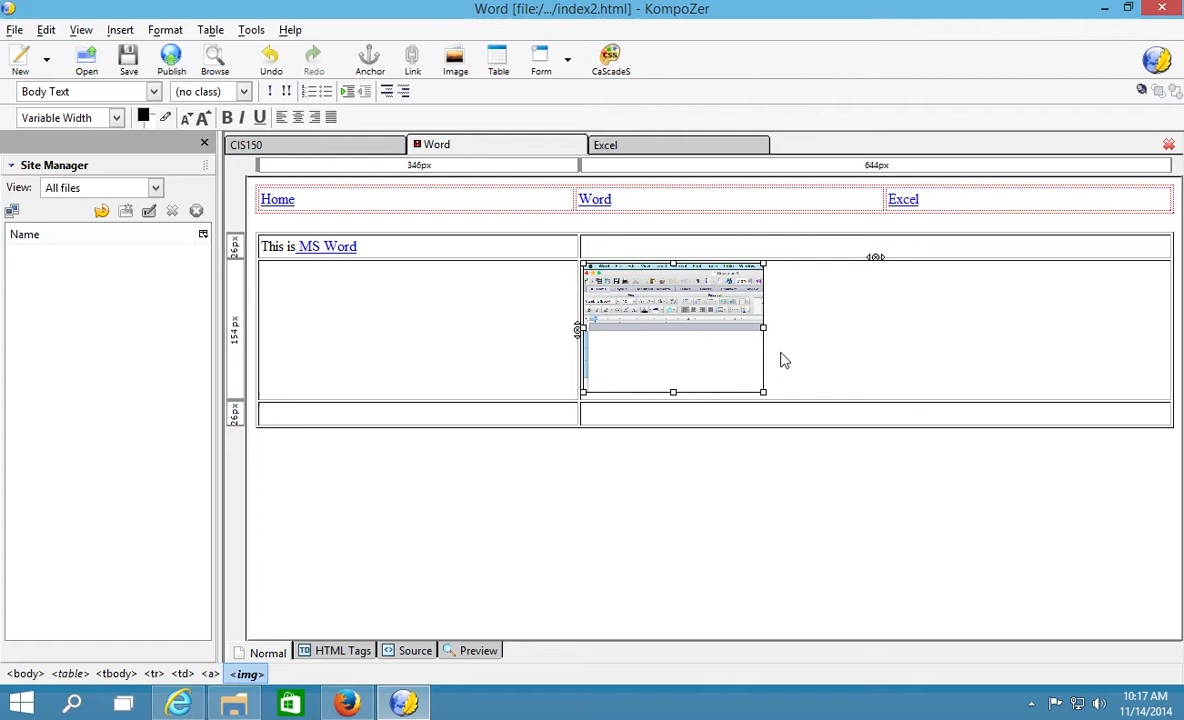 Word [file:/.../index2.html] - KompoZer
File Edit View Insert Format Table Tools Help
New Open Save Publish Browse Undo Redo Anchor Link Image Table Form CaScadeS
Body Text (no class) ! !!
Variable Width B I U
CIS150 Word Excel
Site Manager
346px 644px
View: All files
Home Word Excel
Name
26px This is MS Word
154px
26px
Normal TD HTML Tags Source Preview
<body> <table> <tbody> <tr> <td> <a> <img>
10:17 AM
11/14/2014